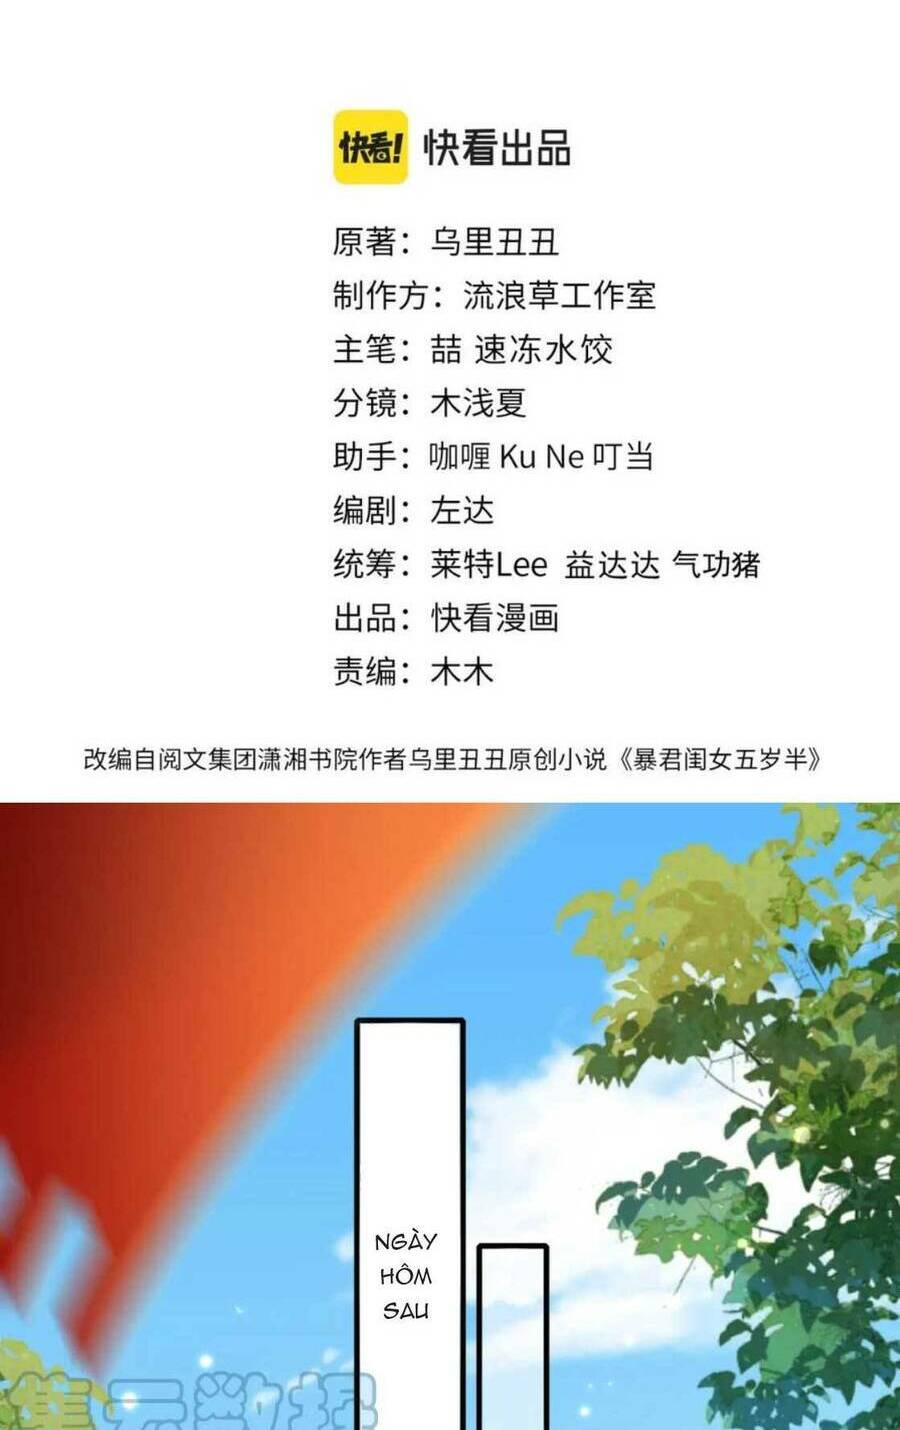 快看! 快看出品
原著：乌里丑丑
制作方：流浪草工作室
主笔：喆 速冻水饺
分镜：木浅夏
助手：咖喱 Ku Ne 叮当
编剧：左达
统筹：莱特Lee 益达达 气功猪
出品：快看漫画
责编：木木
改编自阅文集团潇湘书院作者乌里丑丑原创小说《暴君闺女五岁半》
NGÀY
HÔM
SAU